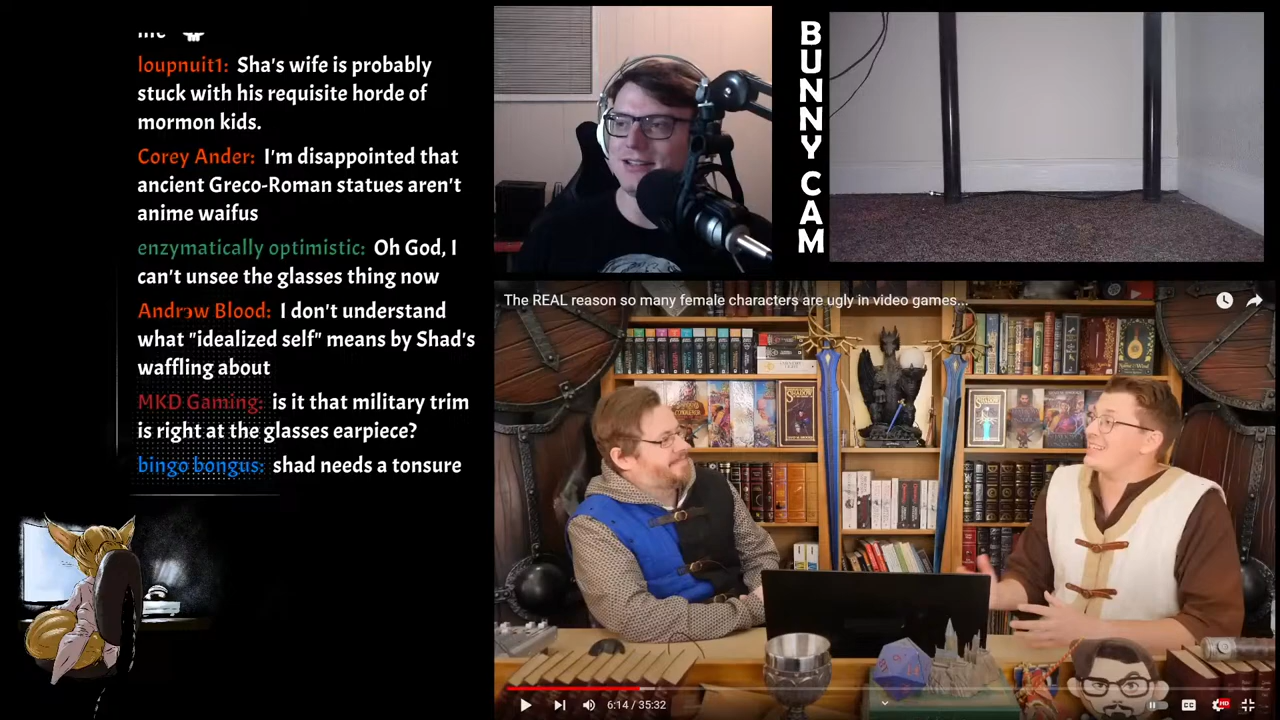 loupnuit1: Sha's wife is probably
stuck with his requisite horde of
mormon kids.
Corey Ander: I'm disappointed that
ancient Greco-Roman statues aren't
anime waifus
enzymatically optimistic: Oh God, I
can't unsee the glasses thing now
Andrew Blood: I don't understand
what "idealized self" means by Shad's
waffling about
MKD Gaming: is it that military trim
is right at the glasses earpiece?
bingo bongus: shad needs a tonsure
BUNNY CAM
The REAL reason so many female characters are ugly in video games...
6:14 / 35:32
CC
HD